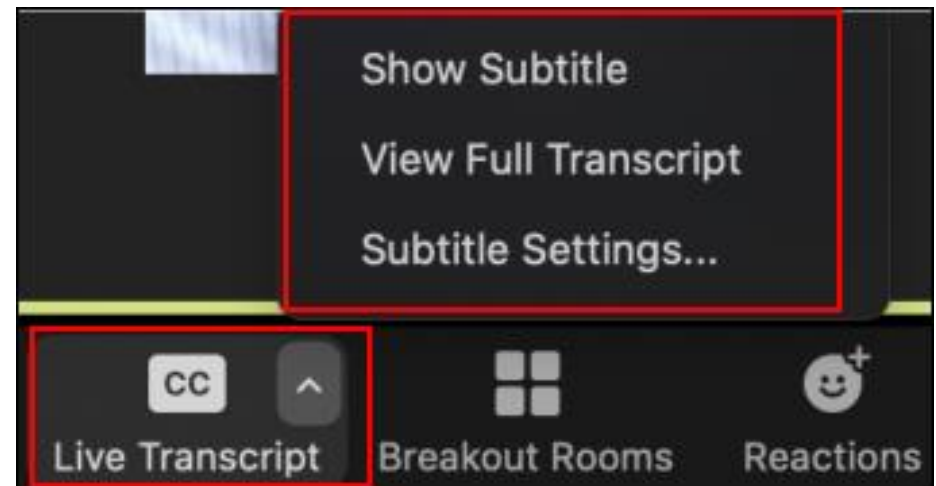 Show Subtitle
View Full Transcript
Subtitle Settings...
CC
Live Transcript
Breakout Rooms
Reactions